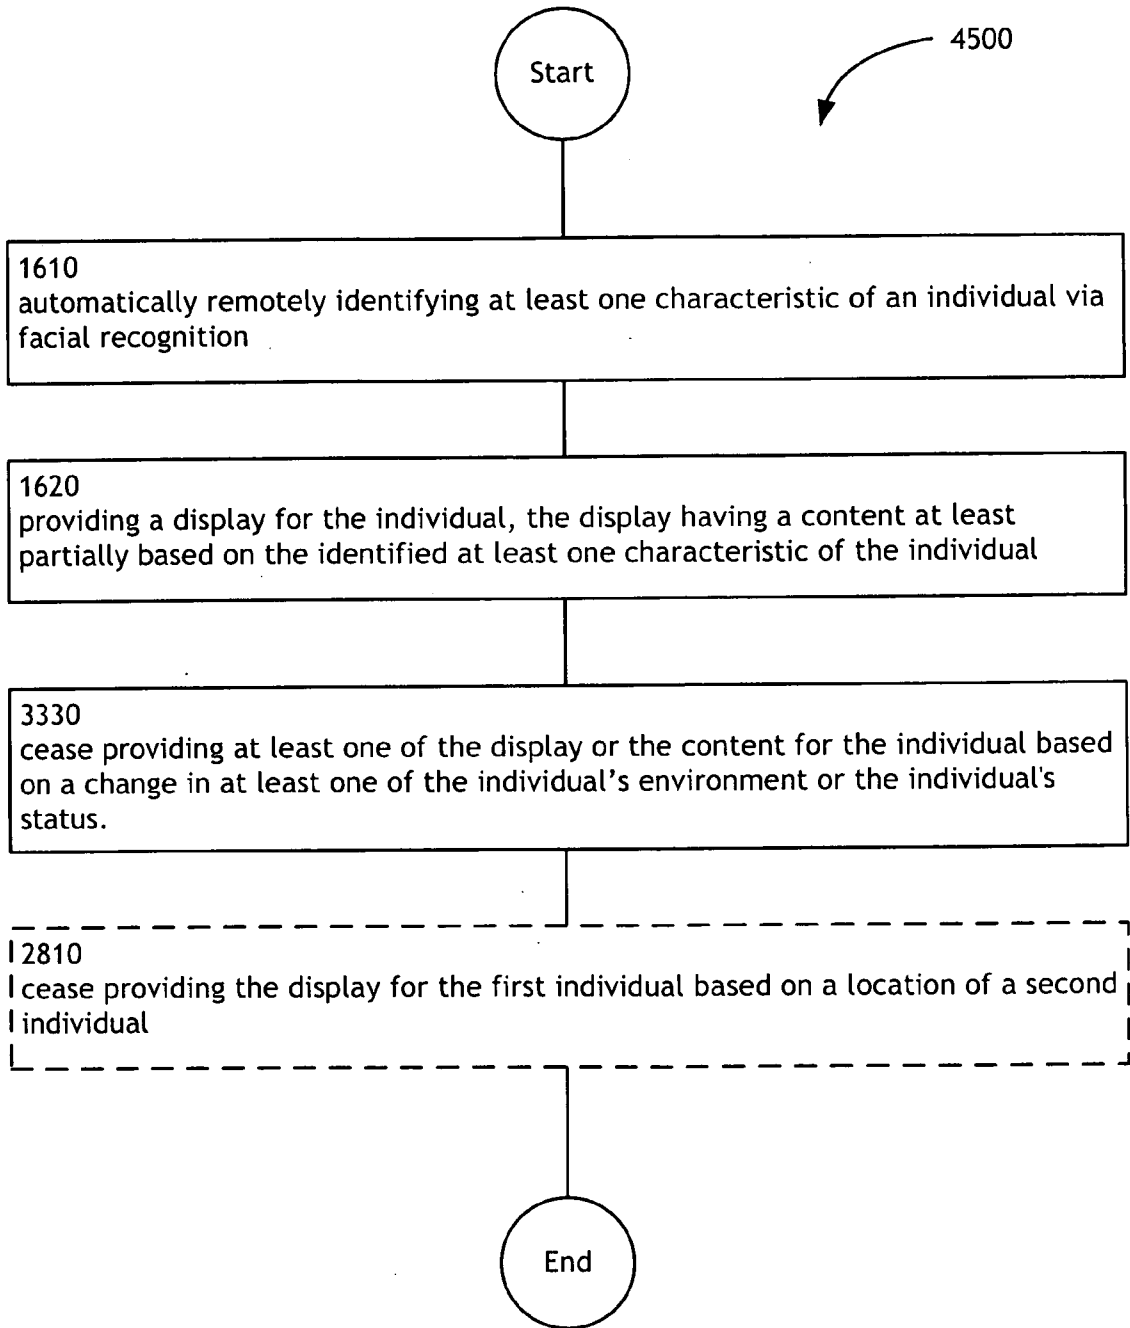 Start
4500
1610
automatically remotely identifying at least one characteristic of an individual via
facial recognition
1620
providing a display for the individual, the display having a content at least
partially based on the identified at least one characteristic of the individual
3330
cease providing at least one of the display or the content for the individual based
on a change in at least one of the individual's environment or the individual's
status.
2810
cease providing the display for the first individual based on a location of a second
individual
End